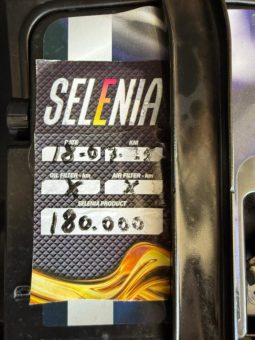 SELENIA
DATE KM
OIL FILTER - km AIR FILTER - km
X X
SELENIA PRODUCT
180.000